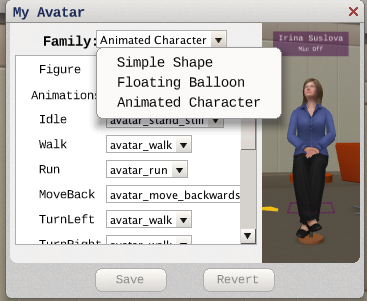 My Avatar
Family: Animated Character
Simple Shape
Floating Balloon
Animated Character
Figure
Animations
Idle avatar_stand_still
Walk avatar_walk
Run avatar_run
MoveBack avatar_move_backwards
TurnLeft avatar_walk
TurnRight avatar_walk
Irina Suslova
Mic Off
Save Revert